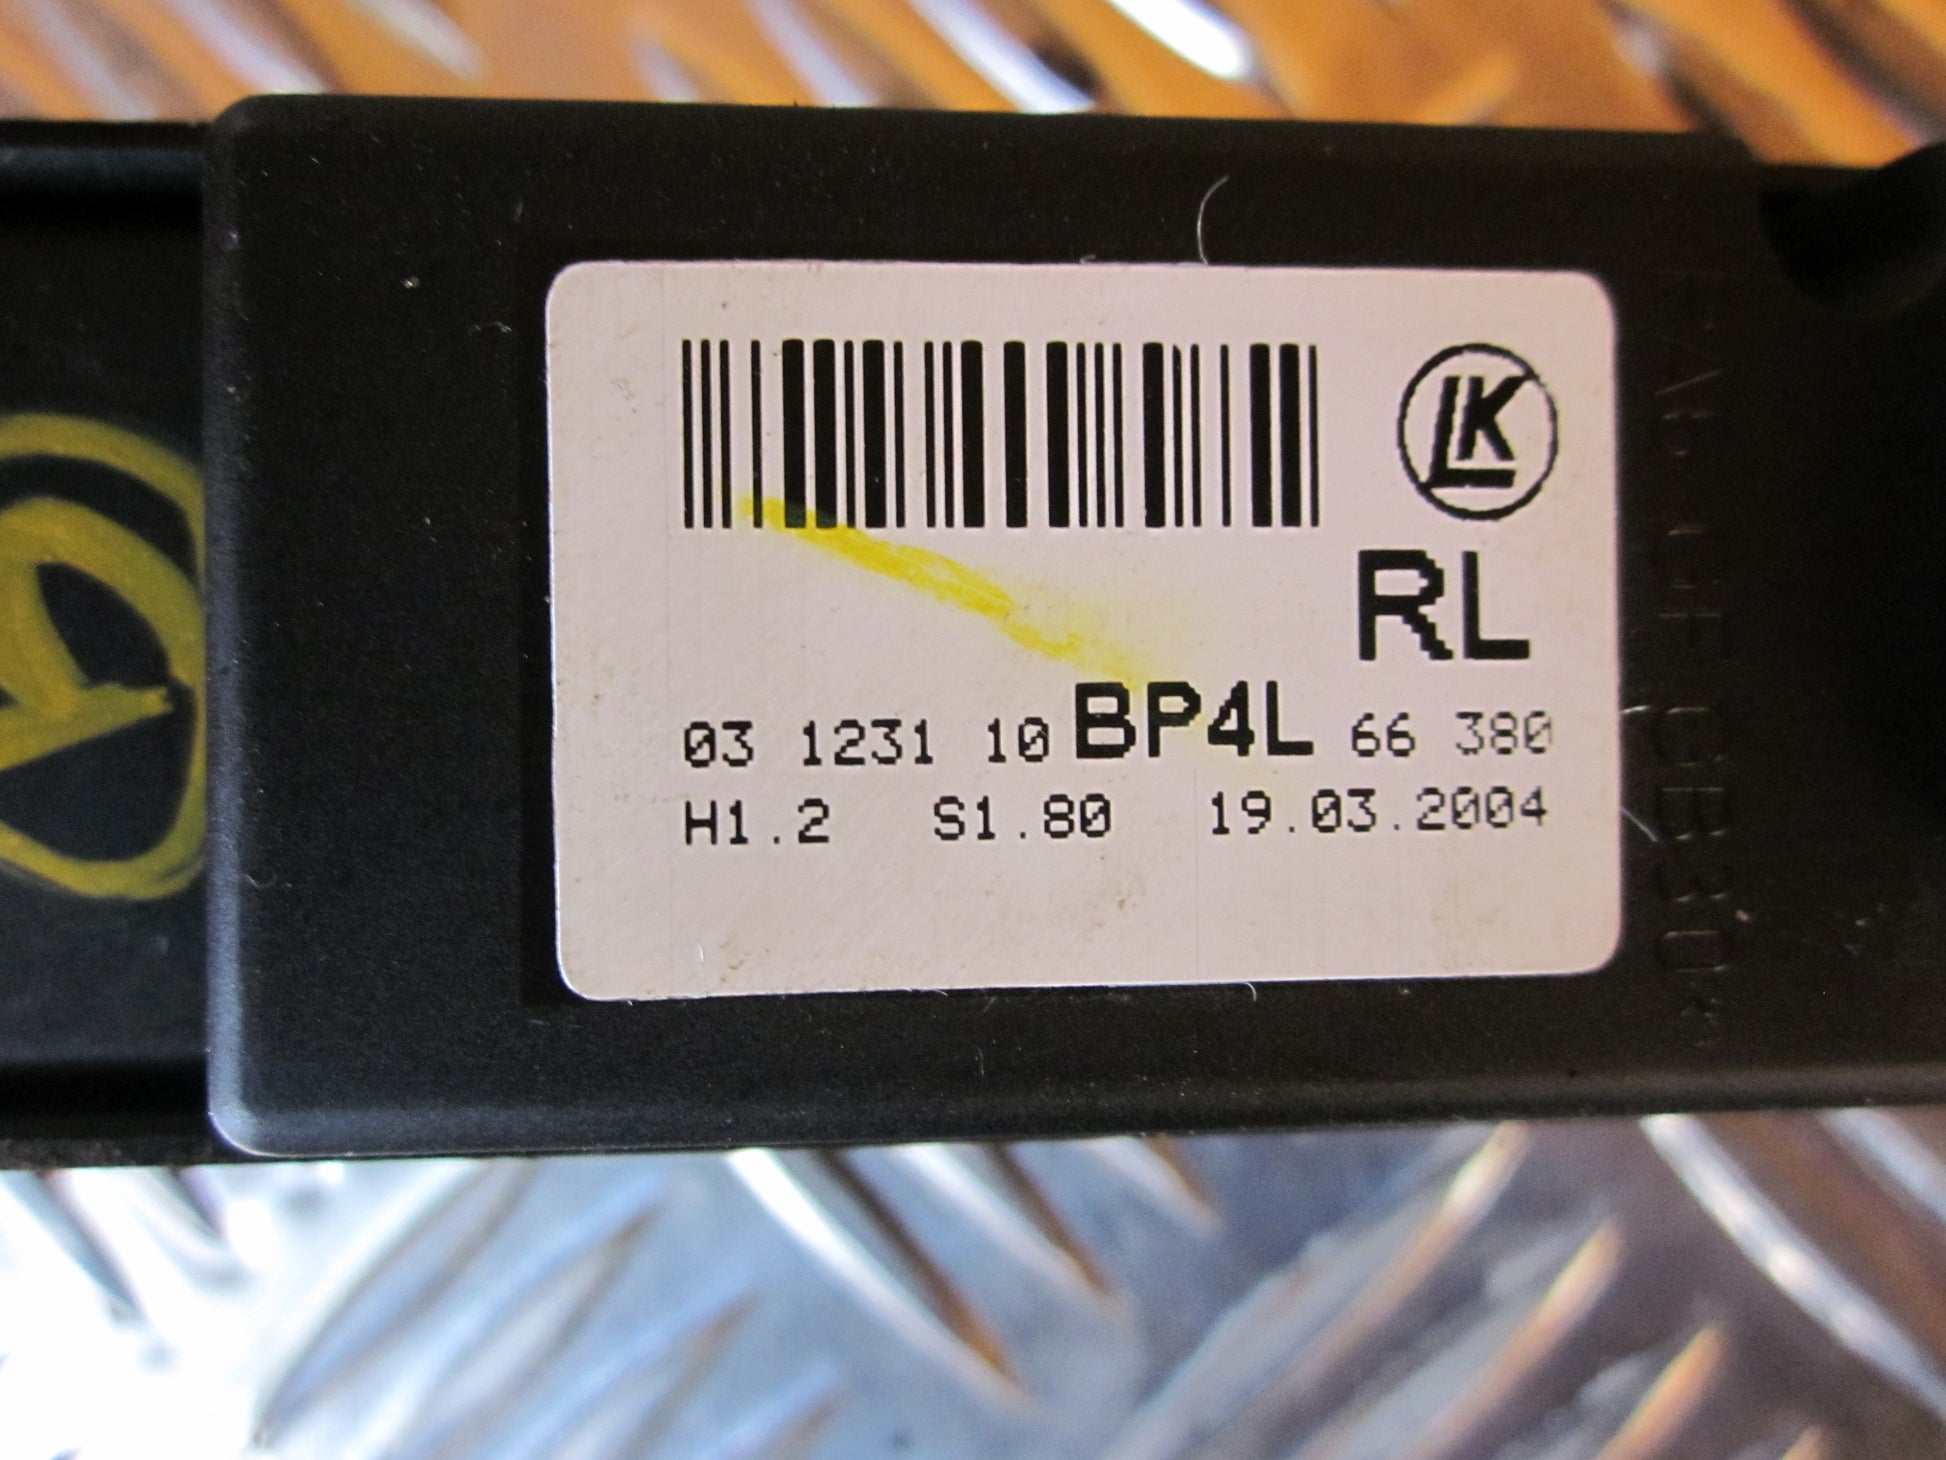 LK
RL
03 1231 10 BP4L 66 380
H1.2 S1.80 19.03.2004